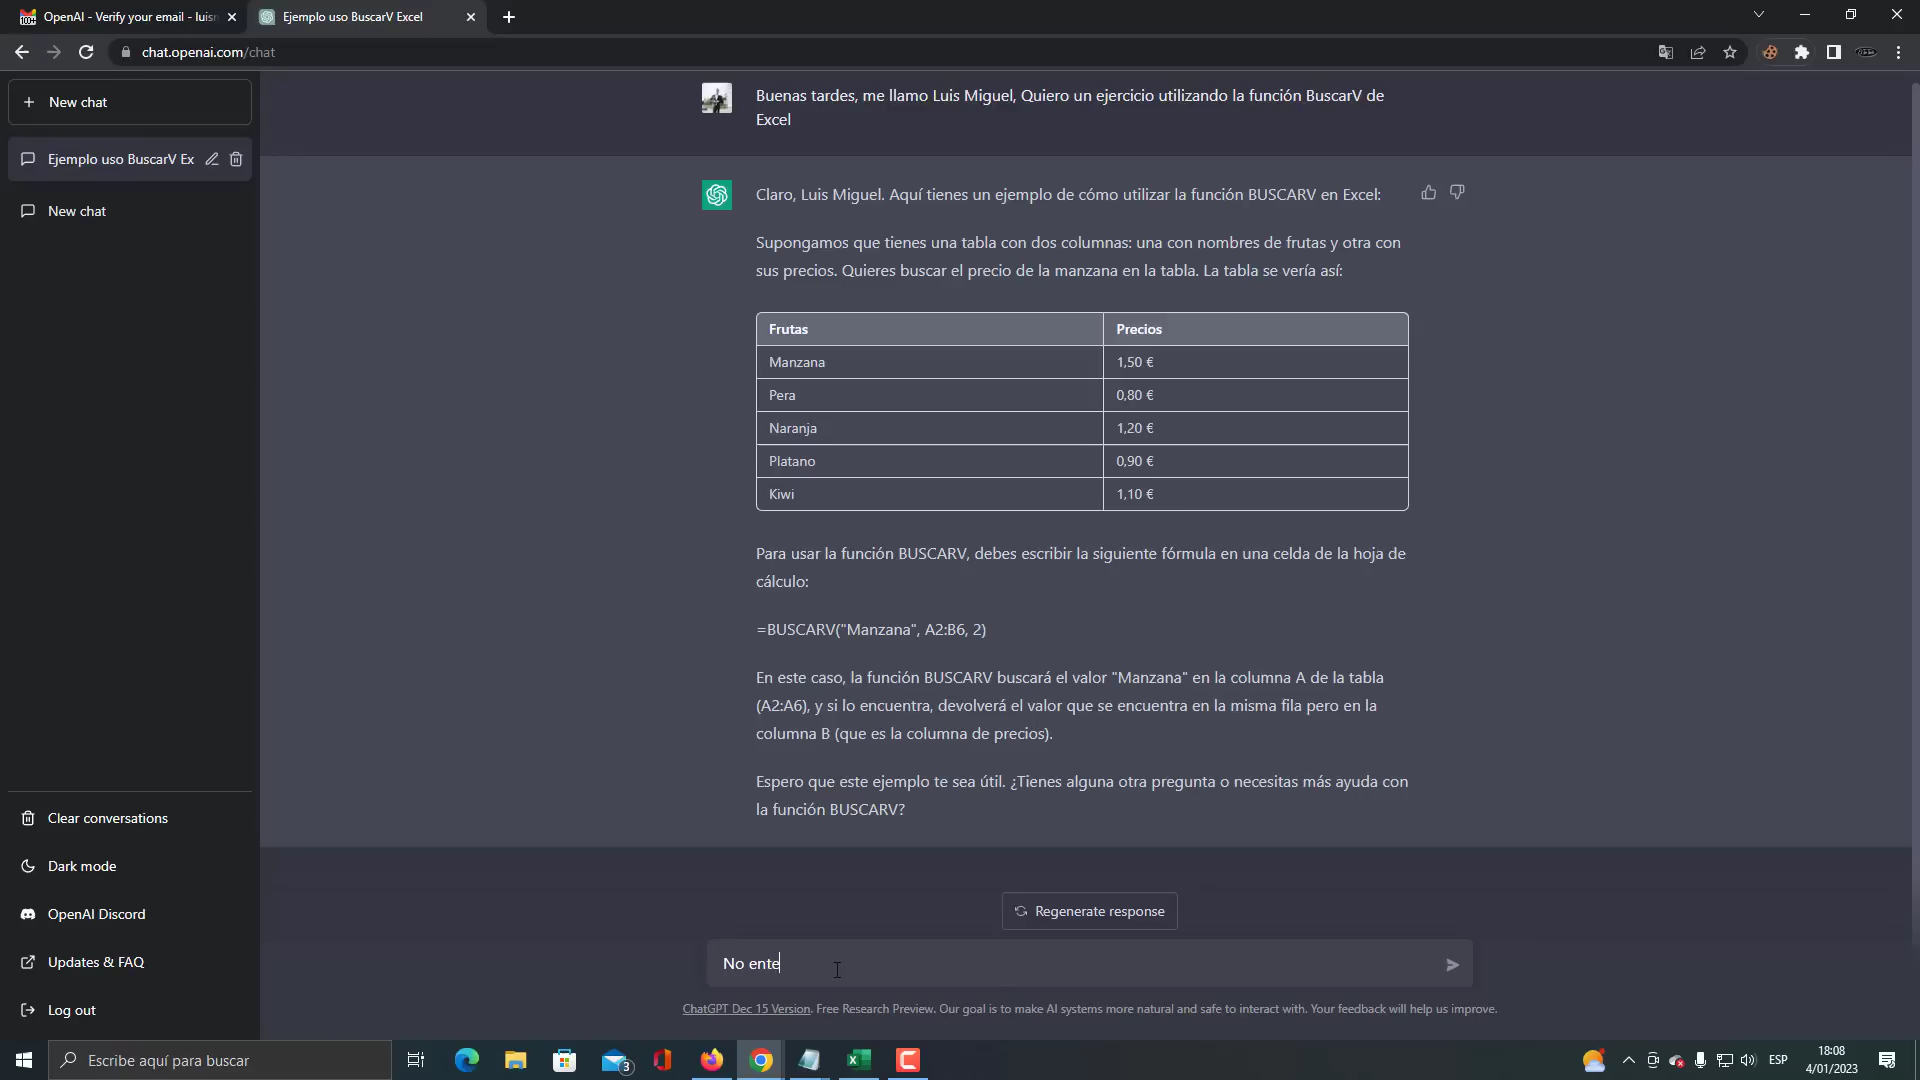 OpenAI - Verify your email - luisr
Ejemplo uso BuscarV Excel
chat.openai.com/chat
New chat
Ejemplo uso BuscarV Ex
New chat
Buenas tardes, me llamo Luis Miguel, Quiero un ejercicio utilizando la función BuscarV de
Excel
Claro, Luis Miguel. Aquí tienes un ejemplo de cómo utilizar la función BUSCARV en Excel:
Supongamos que tienes una tabla con dos columnas: una con nombres de frutas y otra con
sus precios. Quieres buscar el precio de la manzana en la tabla. La tabla se vería así:
Frutas Precios
Manzana 1,50 €
Pera 0,80 €
Naranja 1,20 €
Platano 0,90 €
Kiwi 1,10 €
Para usar la función BUSCARV, debes escribir la siguiente fórmula en una celda de la hoja de
cálculo:
=BUSCARV("Manzana", A2:B6, 2)
En este caso, la función BUSCARV buscará el valor "Manzana" en la columna A de la tabla
(A2:A6), y si lo encuentra, devolverá el valor que se encuentra en la misma fila pero en la
columna B (que es la columna de precios).
Espero que este ejemplo te sea útil. ¿Tienes alguna otra pregunta o necesitas más ayuda con
la función BUSCARV?
Clear conversations
Dark mode
OpenAI Discord
Updates & FAQ
Log out
Regenerate response
No ente
ChatGPT Dec 15 Version. Free Research Preview. Our goal is to make AI systems more natural and safe to interact with. Your feedback will help us improve.
Escribe aquí para buscar
3
ESP
18:08
4/01/2023